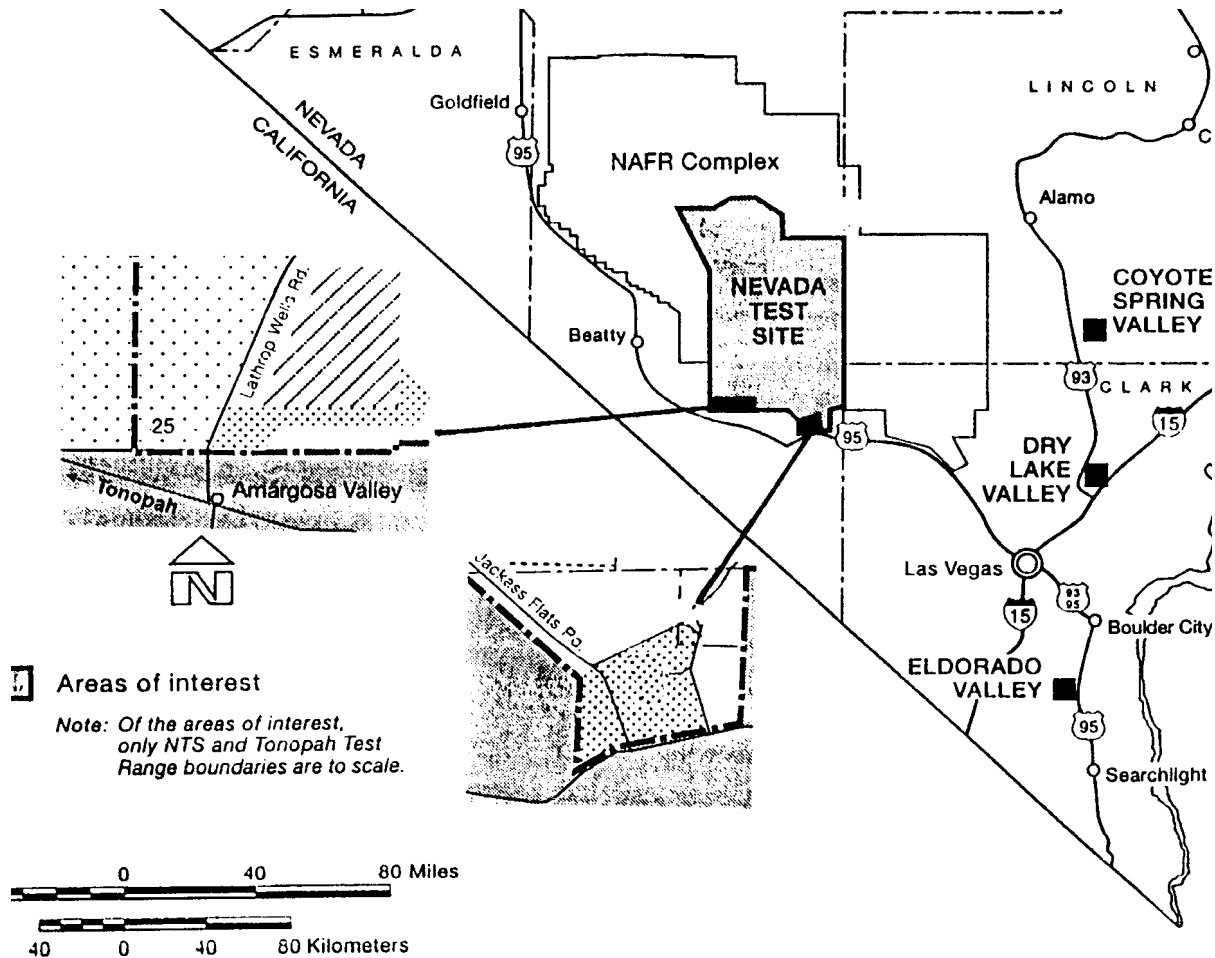 ESMERALDA
LINCOLN
Goldfield
NEVADA
CALIFORNIA
95
NAFR Complex
C
Alamo
Lathrop Wells Rd.
NEVADA
TEST
SITE
COYOTE
SPRING
VALLEY
Beatty
93
CLARK
15
25
95
DRY
LAKE
VALLEY
Tonopah
Amargosa Valley
N
Las Vegas
Jackass Flats Rd.
93
95
15
Boulder City
ELDORADO
VALLEY
Areas of interest
Note: Of the areas of interest,
only NTS and Tonopah Test
Range boundaries are to scale.
95
Searchlight
0 40 80 Miles
40 0 40 80 Kilometers